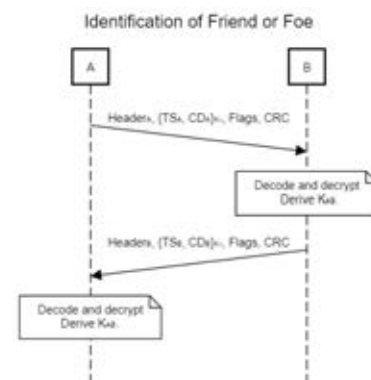 Identification of Friend or Foe
A
B
Header, {TS, CD}, Flags, CRC
Decode and decrypt
Derive K
Header, {TS, CD}, Flags, CRC
Decode and decrypt
Derive K